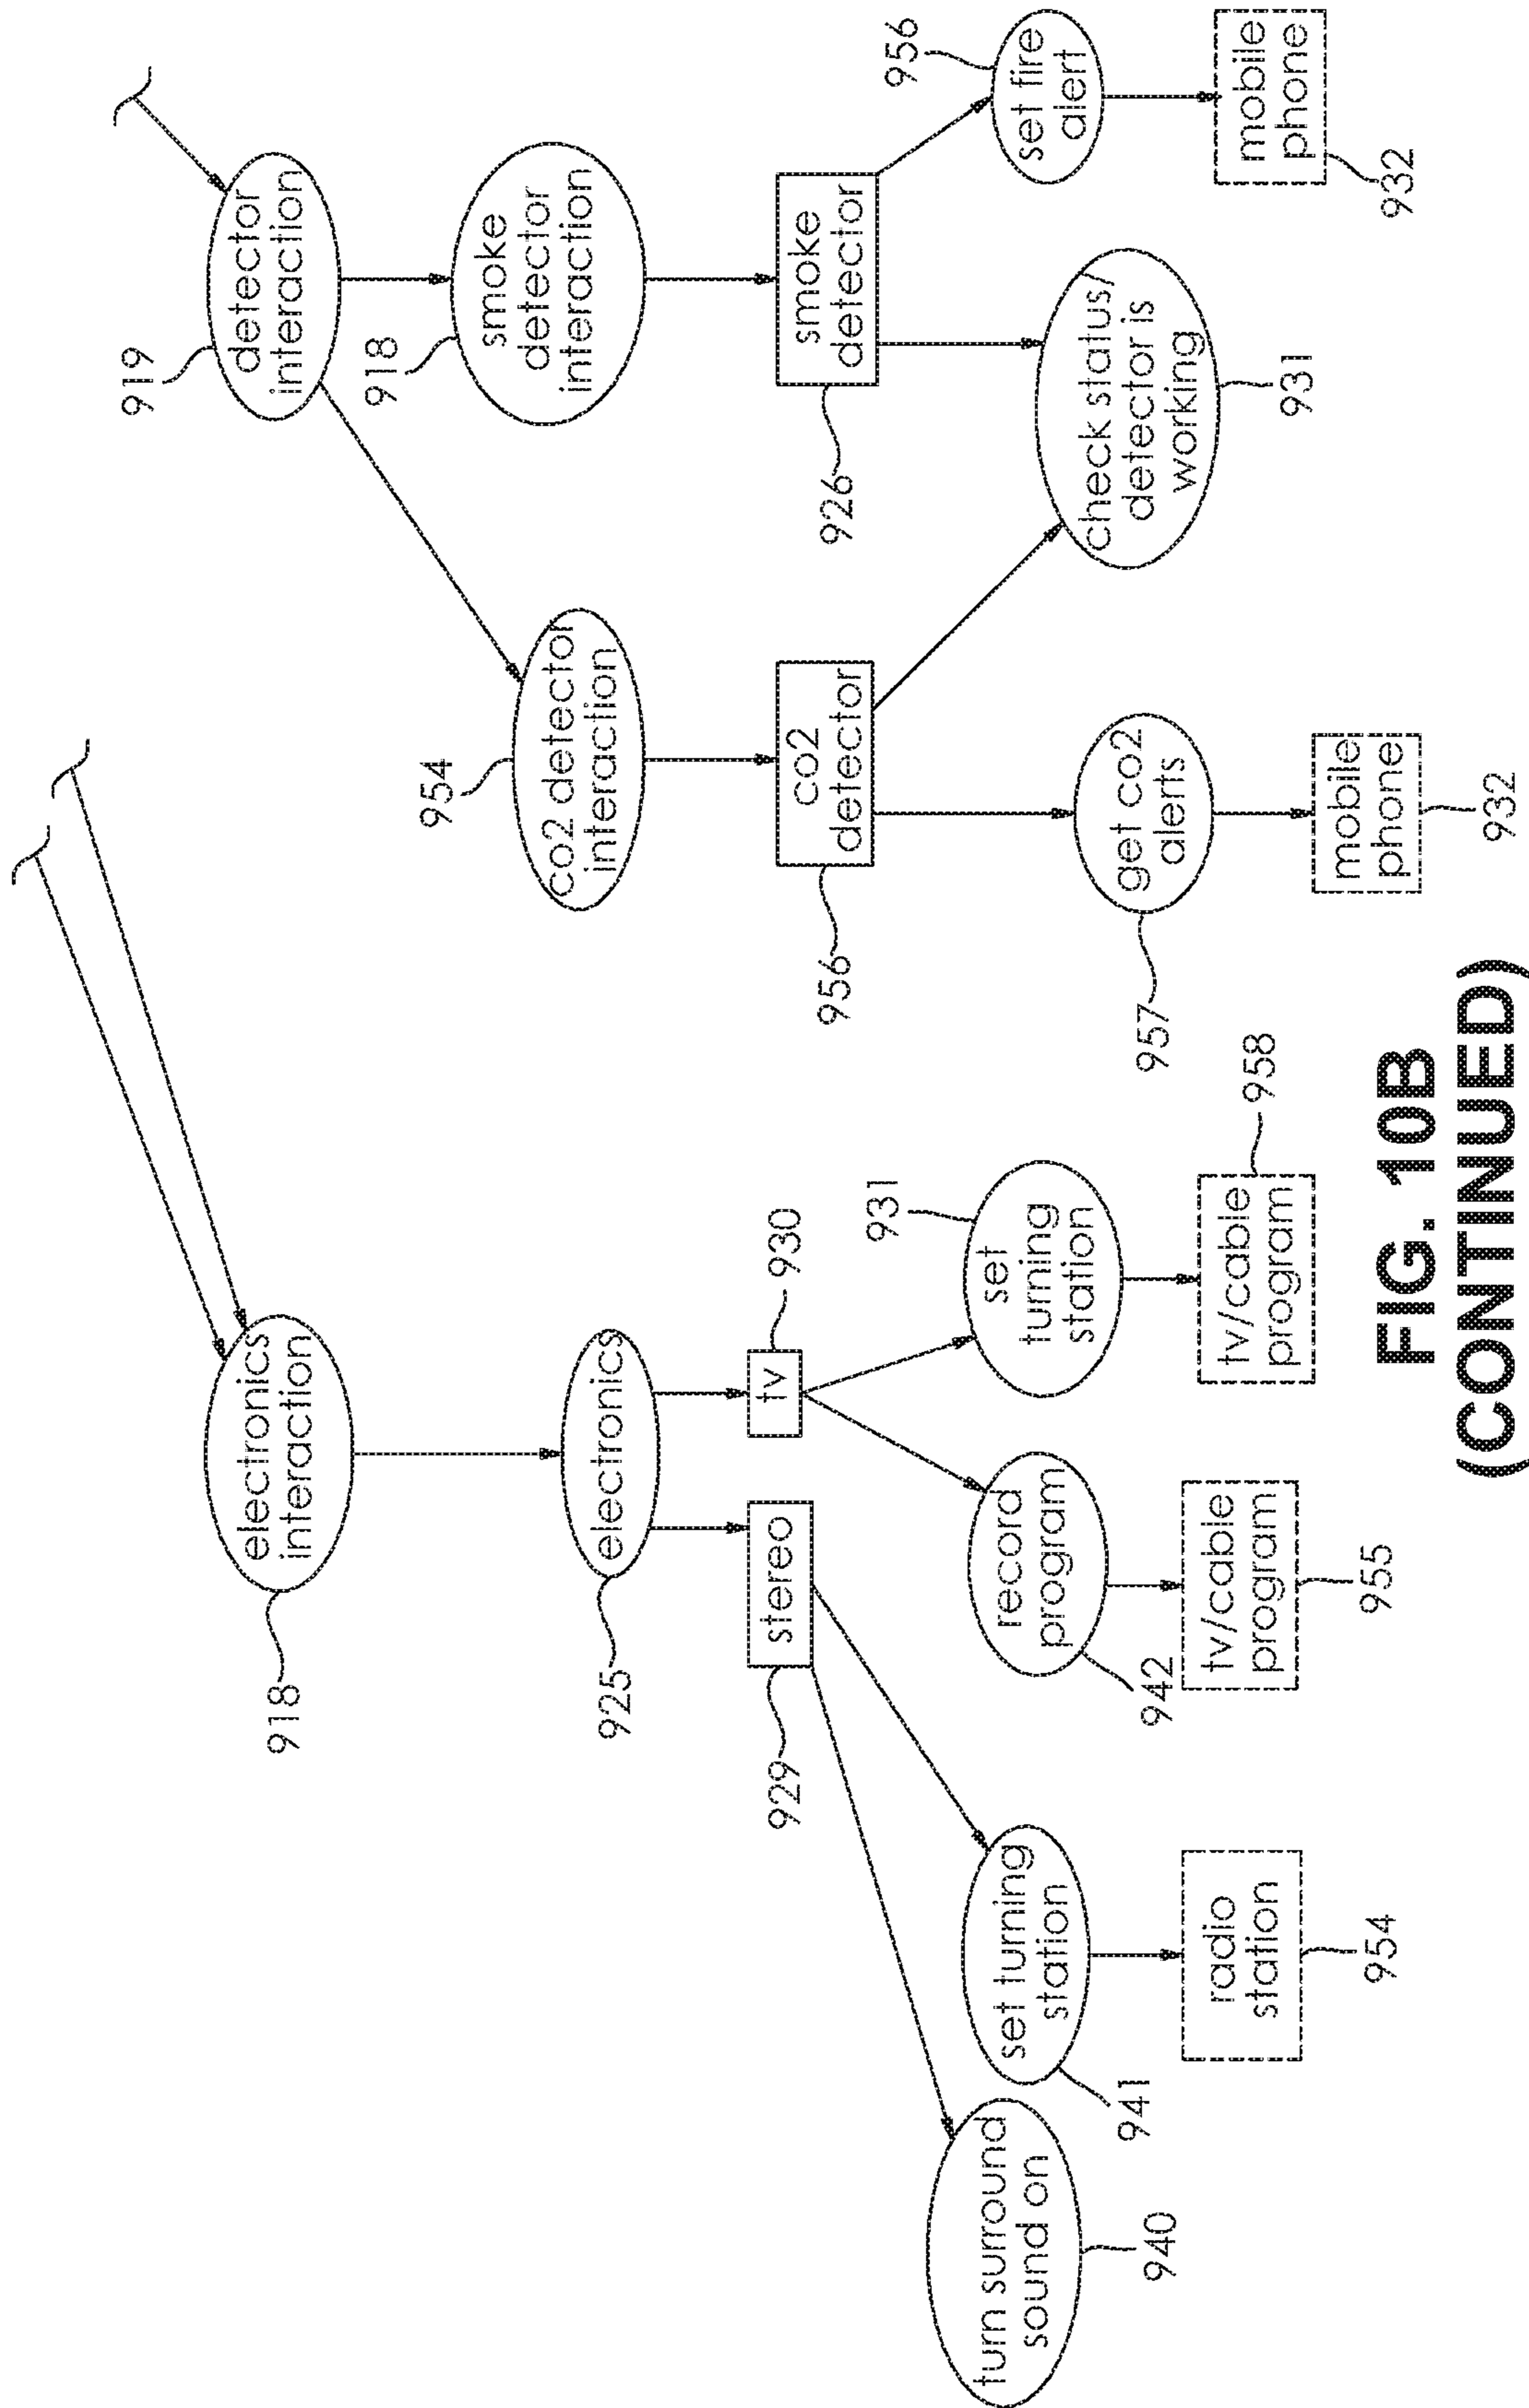 919
detector
interaction
918
electronics
interaction
918
smoke
detector
interaction
954
co2 detector
interaction
925
electronics
929
stereo
tv
930
956
co2
detector
926
smoke
detector
turn surround
sound on
940
set turning
station
941
record
program
942
set
turning
station
931
get co2
alerts
957
check status/
detector is
working
931
set fire
alert
956
radio
station
954
tv/cable
program
955
tv/cable
program
958
mobile
phone
932
mobile
phone
932
FIG. 10B
(CONTINUED)